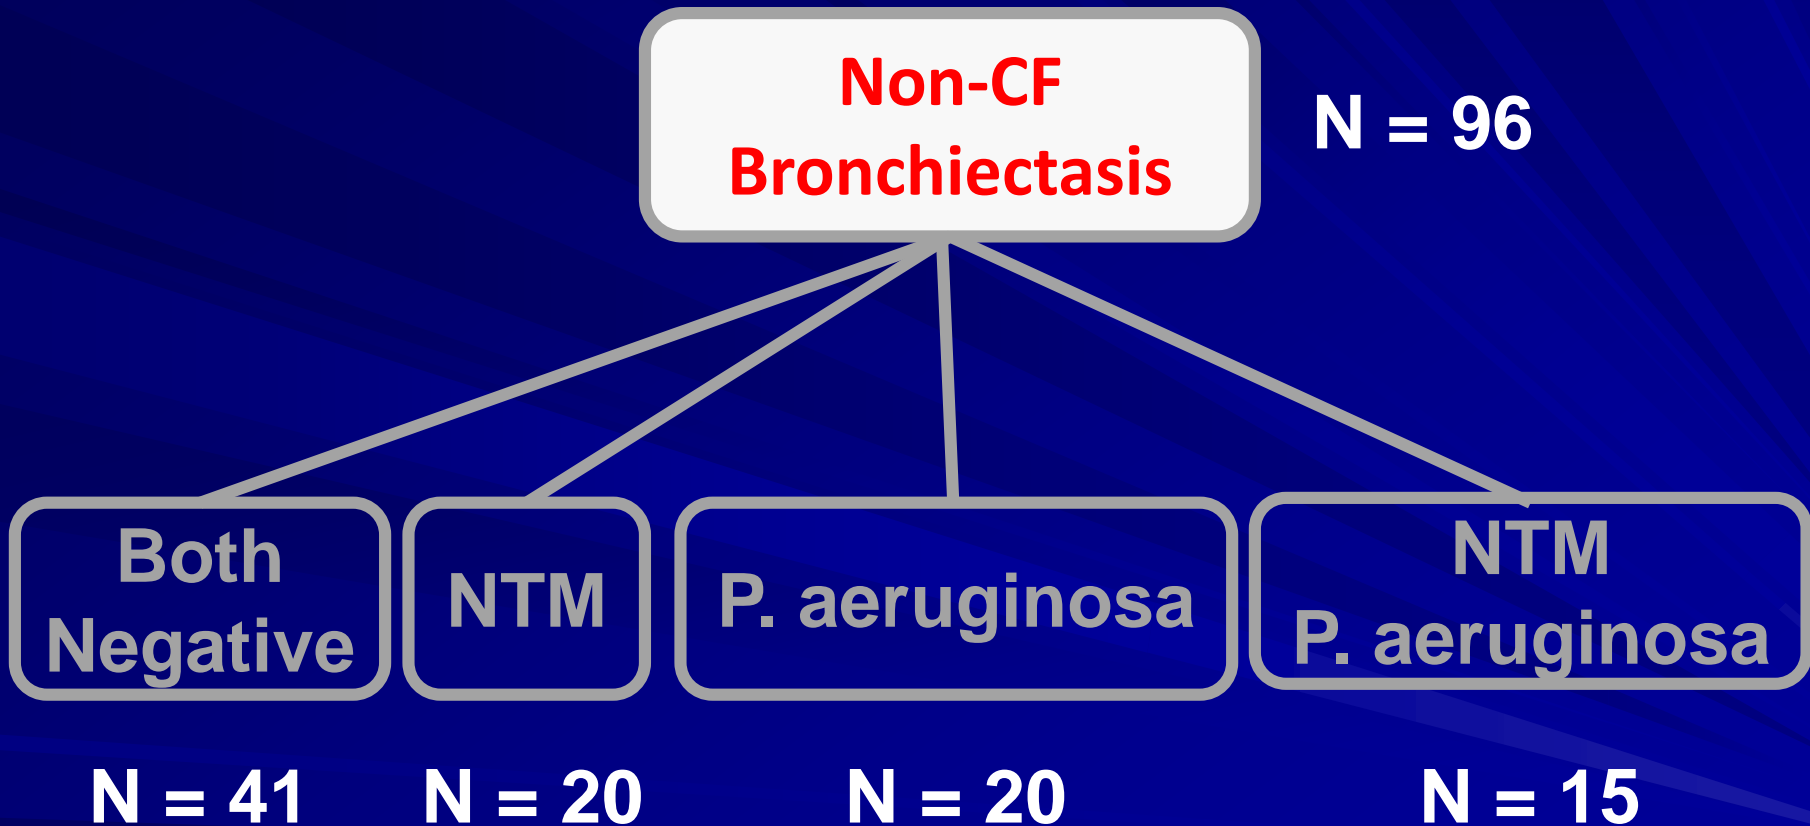 Non-CF
Bronchiectasis
N = 96
Both
Negative
NTM
P. aeruginosa
NTM
P. aeruginosa
N = 41
N = 20
N = 20
N = 15